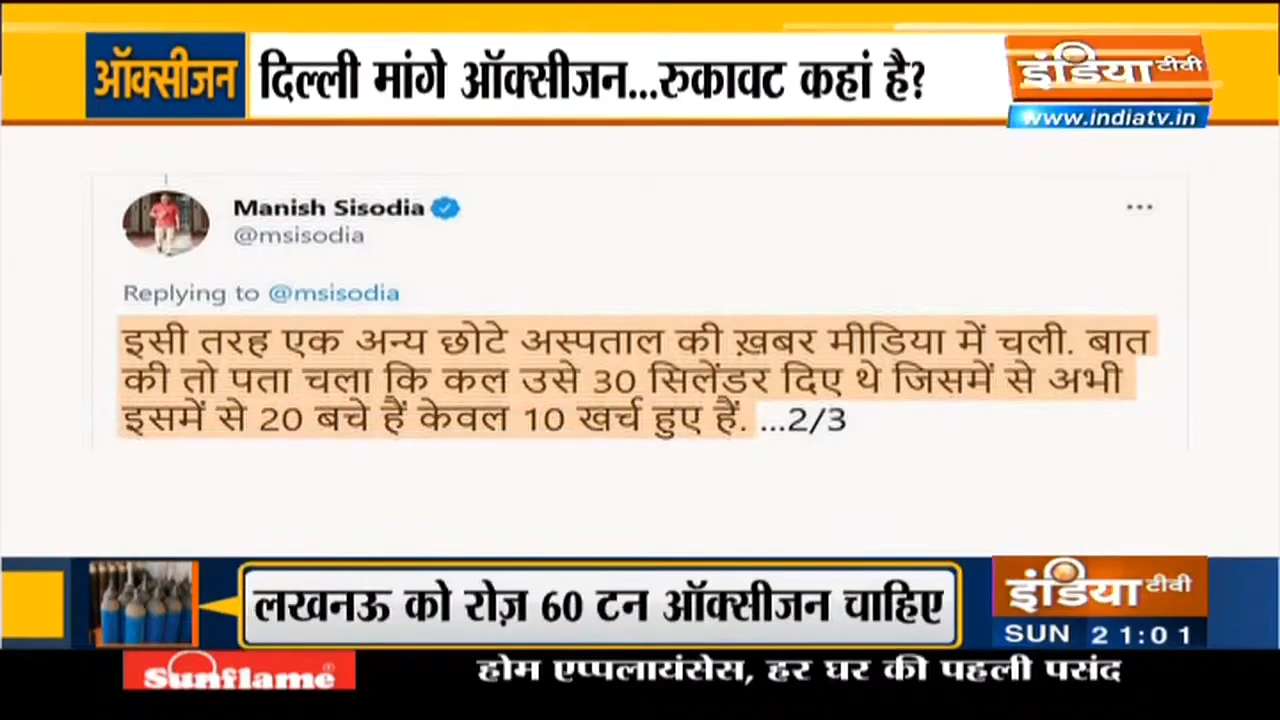 ऑक्सीजन
दिल्ली मांगे ऑक्सीजन...रुकावट कहां है?
इंडिया टीवी
www.indiatv.in
Manish Sisodia
@msisodia
Replying to @msisodia
इसी तरह एक अन्य छोटे अस्पताल की ख़बर मीडिया में चली. बात
की तो पता चला कि कल उसे 30 सिलेंडर दिए थे जिसमें से अभी
इसमें से 20 बचे हैं केवल 10 खर्च हुए हैं. ...2/3
लखनऊ को रोज़ 60 टन ऑक्सीजन चाहिए
इंडिया टीवी
SUN 21:01
Sunflame®
होम एप्पलायंसेस, हर घर की पहली पसंद